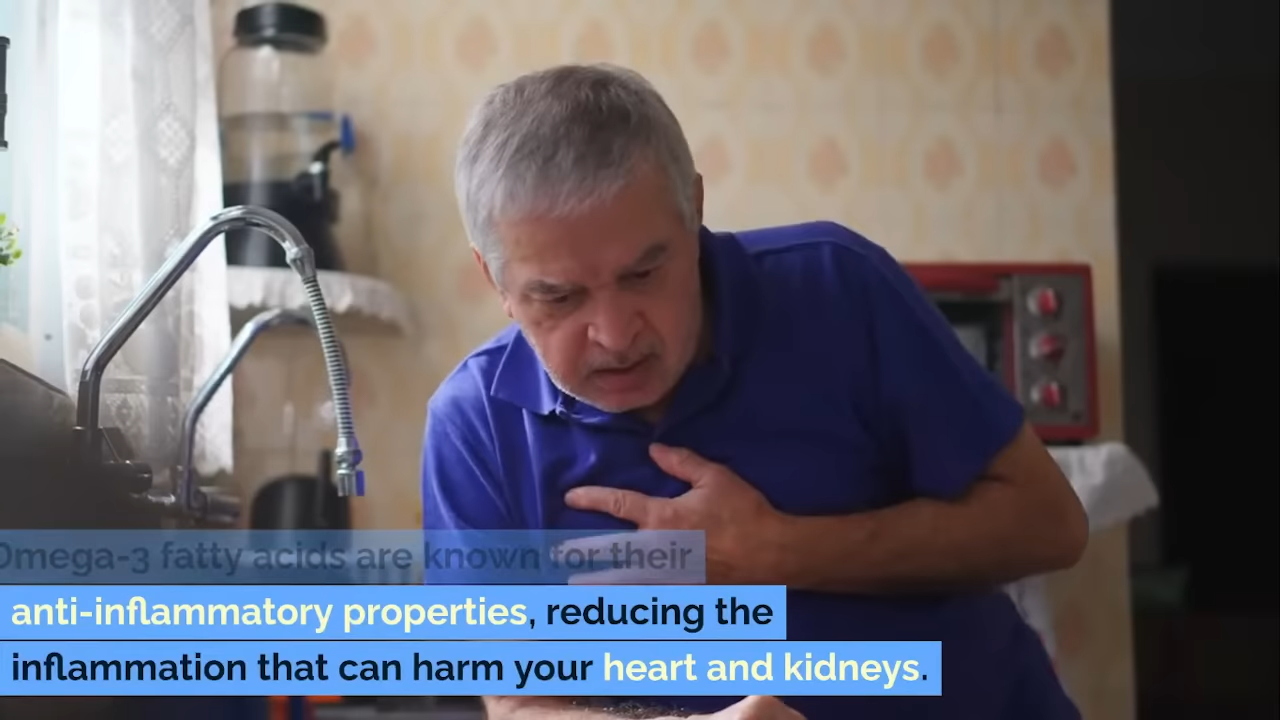 Omega-3 fatty acids are known for their
anti-inflammatory properties, reducing the
inflammation that can harm your heart and kidneys.